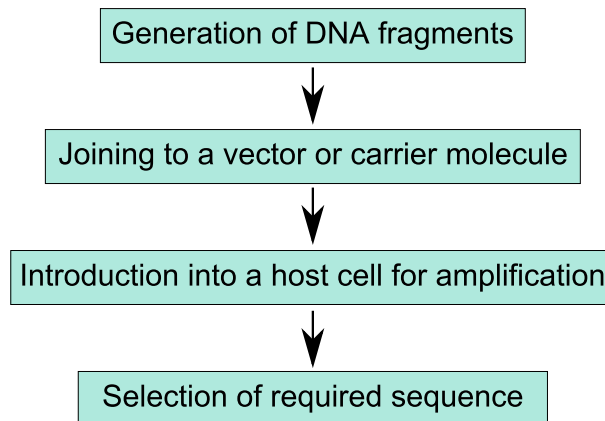 Generation of DNA fragments
Joining to a vector or carrier molecule
Introduction into a host cell for amplification
Selection of required sequence